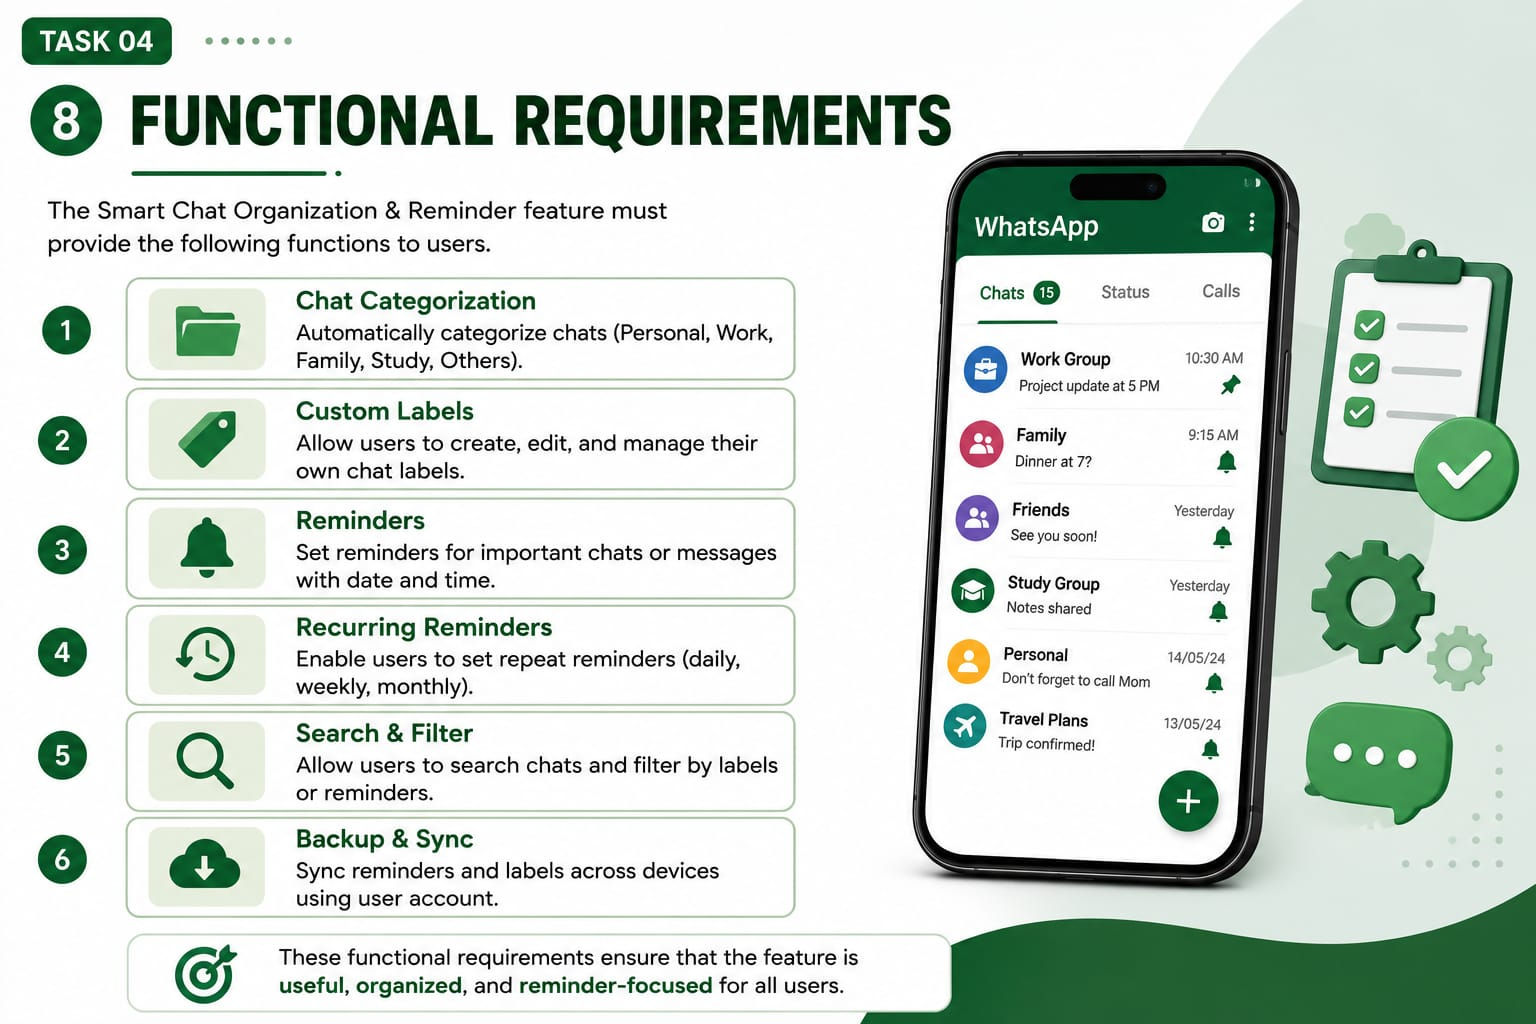 TASK 04
8 FUNCTIONAL REQUIREMENTS
The Smart Chat Organization & Reminder feature must
provide the following functions to users.
1
Chat Categorization
Automatically categorize chats (Personal, Work,
Family, Study, Others).
2
Custom Labels
Allow users to create, edit, and manage their
own chat labels.
3
Reminders
Set reminders for important chats or messages
with date and time.
4
Recurring Reminders
Enable users to set repeat reminders (daily,
weekly, monthly).
5
Search & Filter
Allow users to search chats and filter by labels
or reminders.
6
Backup & Sync
Sync reminders and labels across devices
using user account.
These functional requirements ensure that the feature is
useful, organized, and reminder-focused for all users.
WhatsApp
Chats 15 Status Calls
Work Group 10:30 AM
Project update at 5 PM
Family 9:15 AM
Dinner at 7?
Friends Yesterday
See you soon!
Study Group Yesterday
Notes shared
Personal 14/05/24
Don't forget to call Mom
Travel Plans 13/05/24
Trip confirmed!